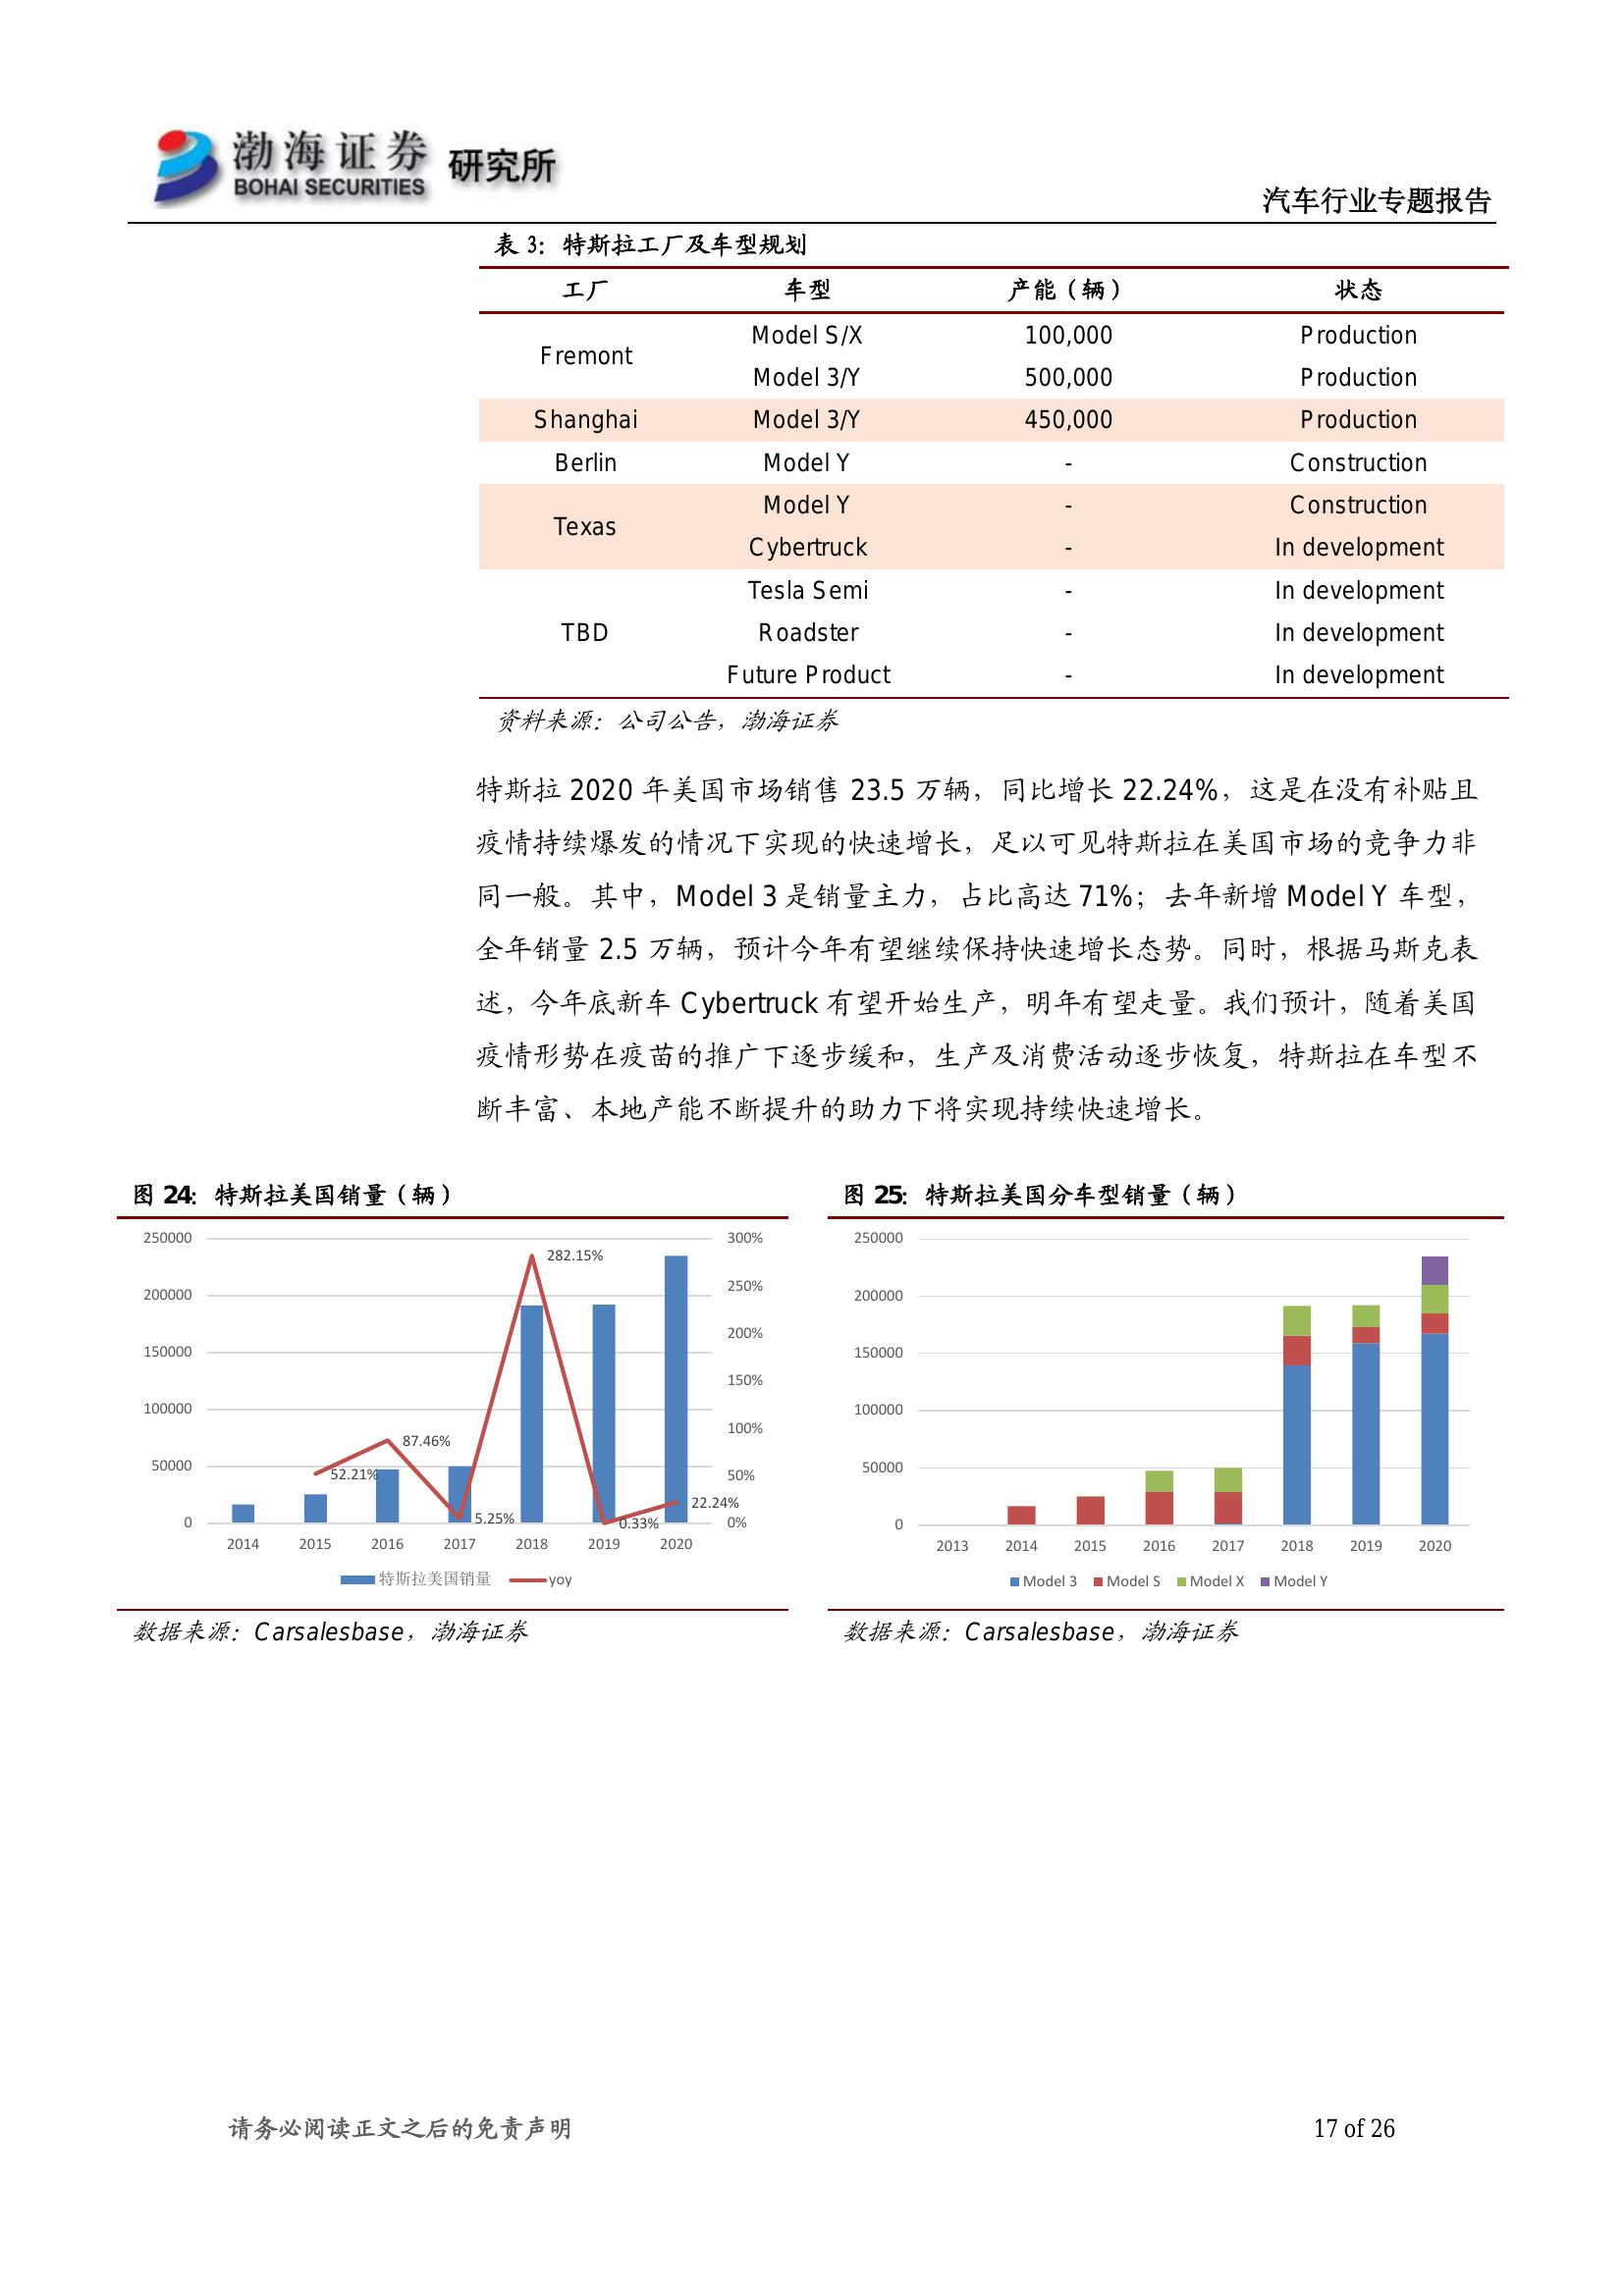 渤海证券 研究所
BOHAI SECURITIES
汽车行业专题报告
表 3：特斯拉工厂及车型规划
工厂 车型 产能（辆） 状态
Fremont Model S/X 100,000 Production
Model 3/Y 500,000 Production
Shanghai Model 3/Y 450,000 Production
Berlin Model Y - Construction
Texas Model Y - Construction
Cybertruck - In development
TBD Tesla Semi - In development
Roadster - In development
Future Product - In development
资料来源：公司公告，渤海证券
特斯拉 2020 年美国市场销售 23.5 万辆，同比增长 22.24%，这是在没有补贴且
疫情持续爆发的情况下实现的快速增长，足以可见特斯拉在美国市场的竞争力非
同一般。其中，Model 3 是销量主力，占比高达 71%；去年新增 Model Y 车型，
全年销量 2.5 万辆，预计今年有望继续保持快速增长态势。同时，根据马斯克表
述，今年底新车 Cybertruck 有望开始生产，明年有望走量。我们预计，随着美国
疫情形势在疫苗的推广下逐步缓和，生产及消费活动逐步恢复，特斯拉在车型不
断丰富、本地产能不断提升的助力下将实现持续快速增长。
图 24：特斯拉美国销量（辆）
250000 300%
282.15%
250%
200000
200%
150000
150%
100000
100%
87.46%
50000 52.21% 50%
22.24%
5.25% 0.33%
0 0%
2014 2015 2016 2017 2018 2019 2020
特斯拉美国销量 yoy
数据来源：Carsalesbase，渤海证券
图 25：特斯拉美国分车型销量（辆）
250000
200000
150000
100000
50000
0
2013 2014 2015 2016 2017 2018 2019 2020
Model 3 Model S Model X Model Y
数据来源：Carsalesbase，渤海证券
请务必阅读正文之后的免责声明 17 of 26